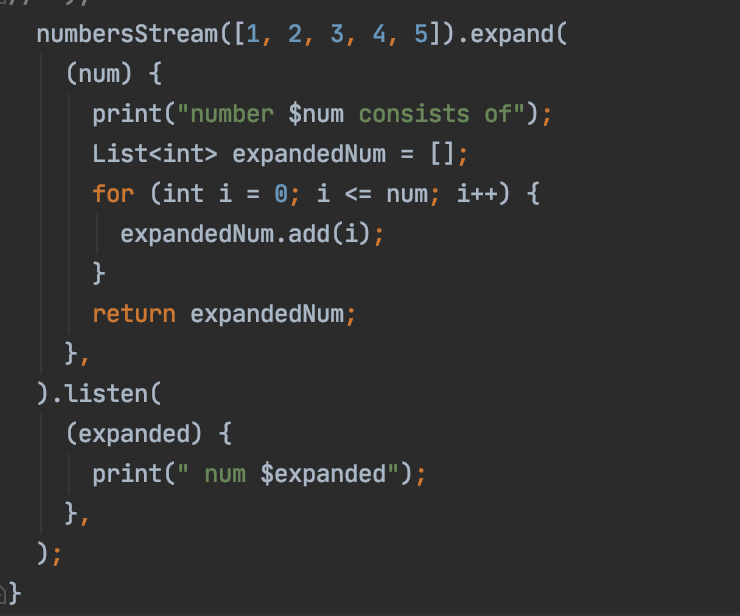 numbersStream([1, 2, 3, 4, 5]).expand(
(num) {
print("number $num consists of");
List<int> expandedNum = [];
for (int i = 0; i <= num; i++) {
expandedNum.add(i);
}
return expandedNum;
},
).listen(
(expanded) {
print(" num $expanded");
},
);
}